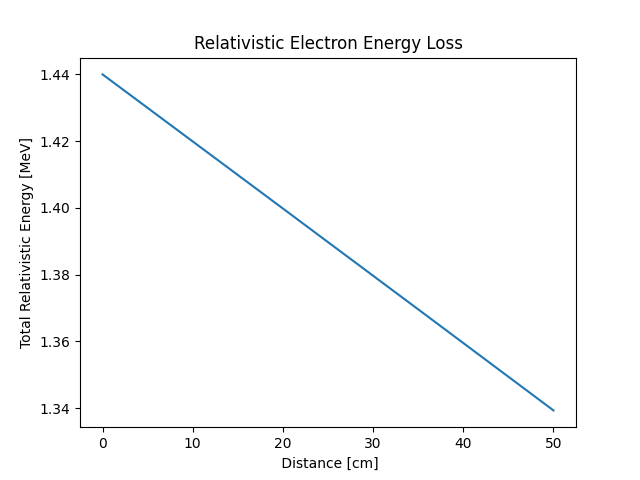 Relativistic Electron Energy Loss
Total Relativistic Energy [MeV]
1.44
1.42
1.40
1.38
1.36
1.34
0 10 20 30 40 50
Distance [cm]